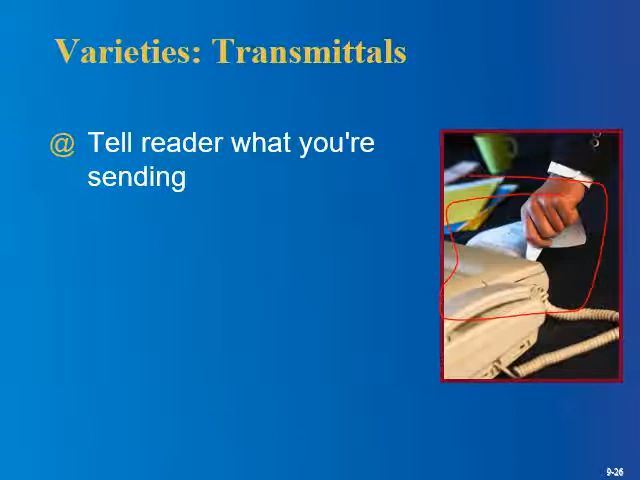 Varieties: Transmittals
@ Tell reader what you're
sending
9-26